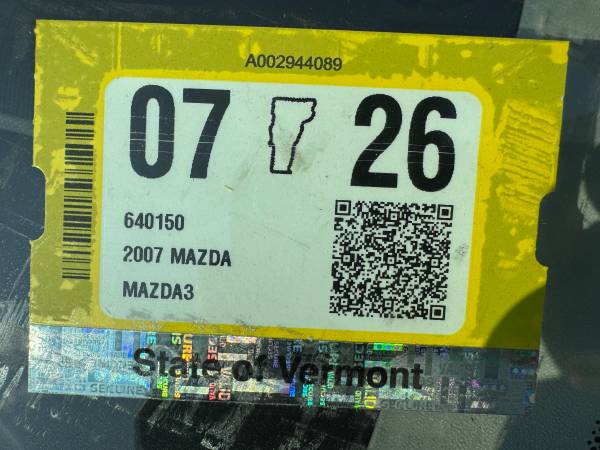 A002944089
07 26
640150
2007 MAZDA
MAZDA3
State of Vermont